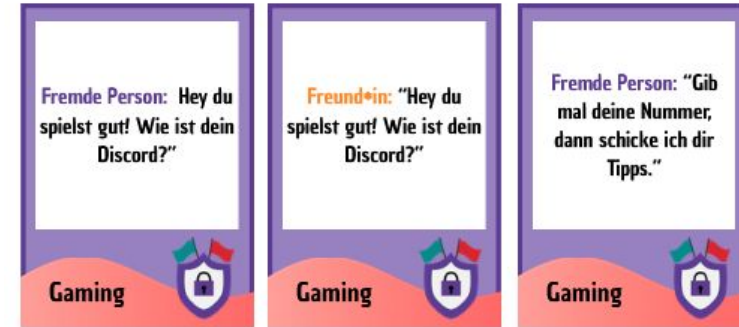 Fremde Person: Hey du
spielst gut! Wie ist dein
Discord?”
Gaming
Freund*in: “Hey du
spielst gut! Wie ist dein
Discord?”
Gaming
Fremde Person: “Gib
mal deine Nummer,
dann schicke ich dir
Tipps.”
Gaming